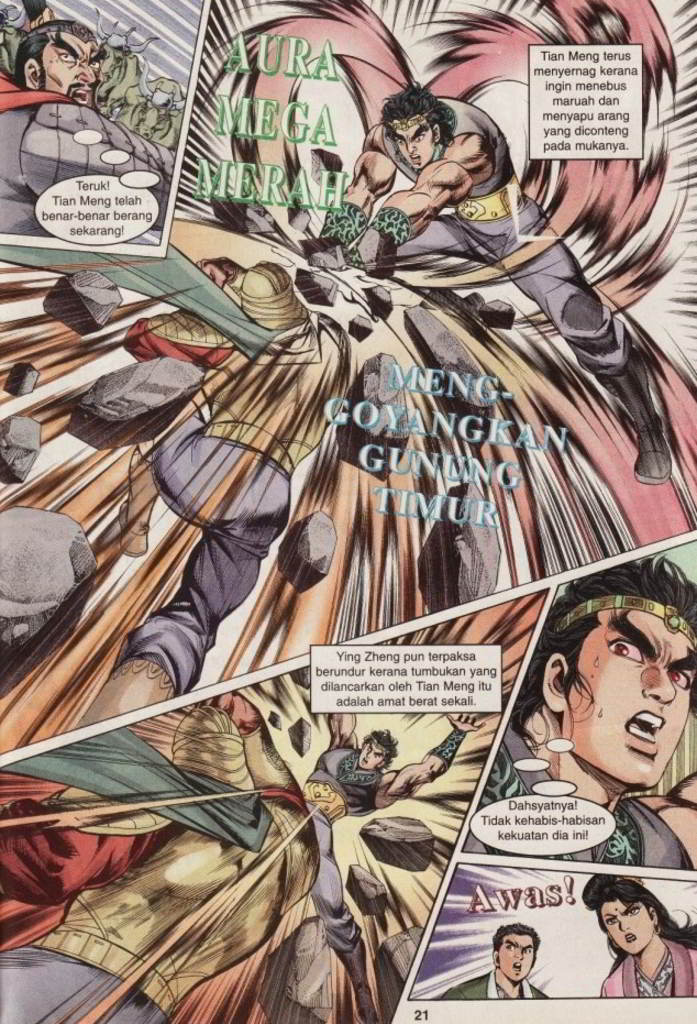 Teruk!
Tian Meng telah
benar-benar berang
sekarang!
AURA
MEGA
MERAH
Tian Meng terus
menyernag kerana
ingin menebus
maruah dan
menyapu arang
yang diconteng
pada mukanya.
MENG-
GOYANGKAN
GUNUNG
TIMUR
Ying Zheng pun terpaksa
berundur kerana tumbukan yang
dilancarkan oleh Tian Meng itu
adalah amat berat sekali.
Dahsyatnya!
Tidak kehabis-habisan
kekuatan dia ini!
Awas!
21